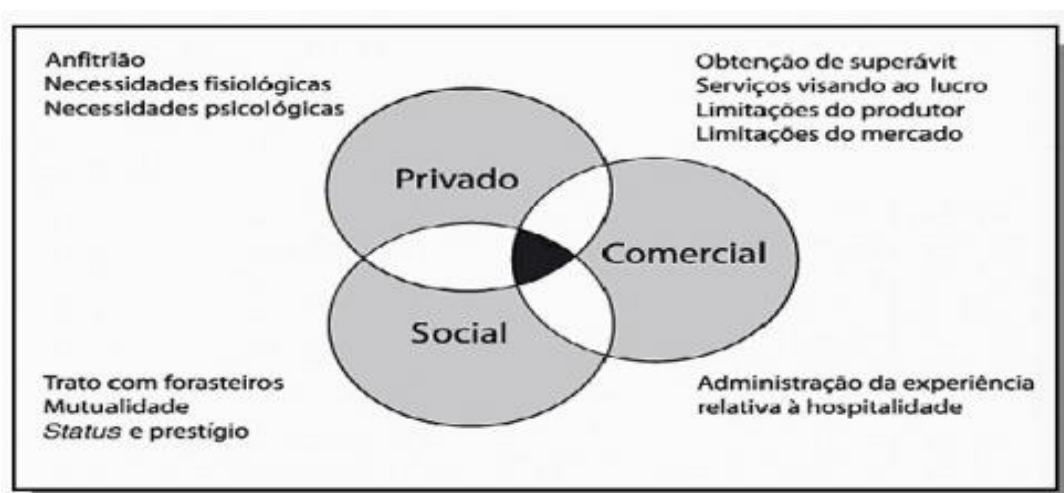 Anfitrião
Necessidades fisiológicas
Necessidades psicológicas
Obtenção de superávit
Serviços visando ao lucro
Limitações do produtor
Limitações do mercado
Privado
Comercial
Social
Trato com forasteiros
Mutualidade
Status e prestígio
Administração da experiência
relativa à hospitalidade